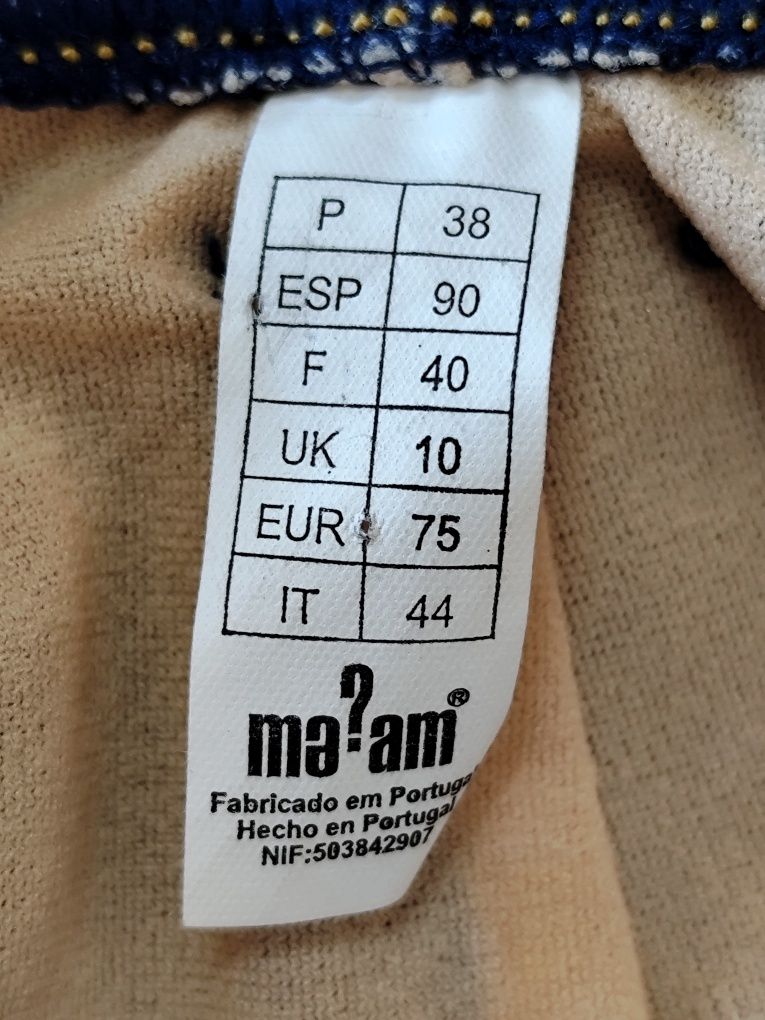 P 38
ESP 90
F 40
UK 10
EUR 75
IT 44
ma?am®
Fabricado em Portugal
Hecho en Portugal
NIF:503842907